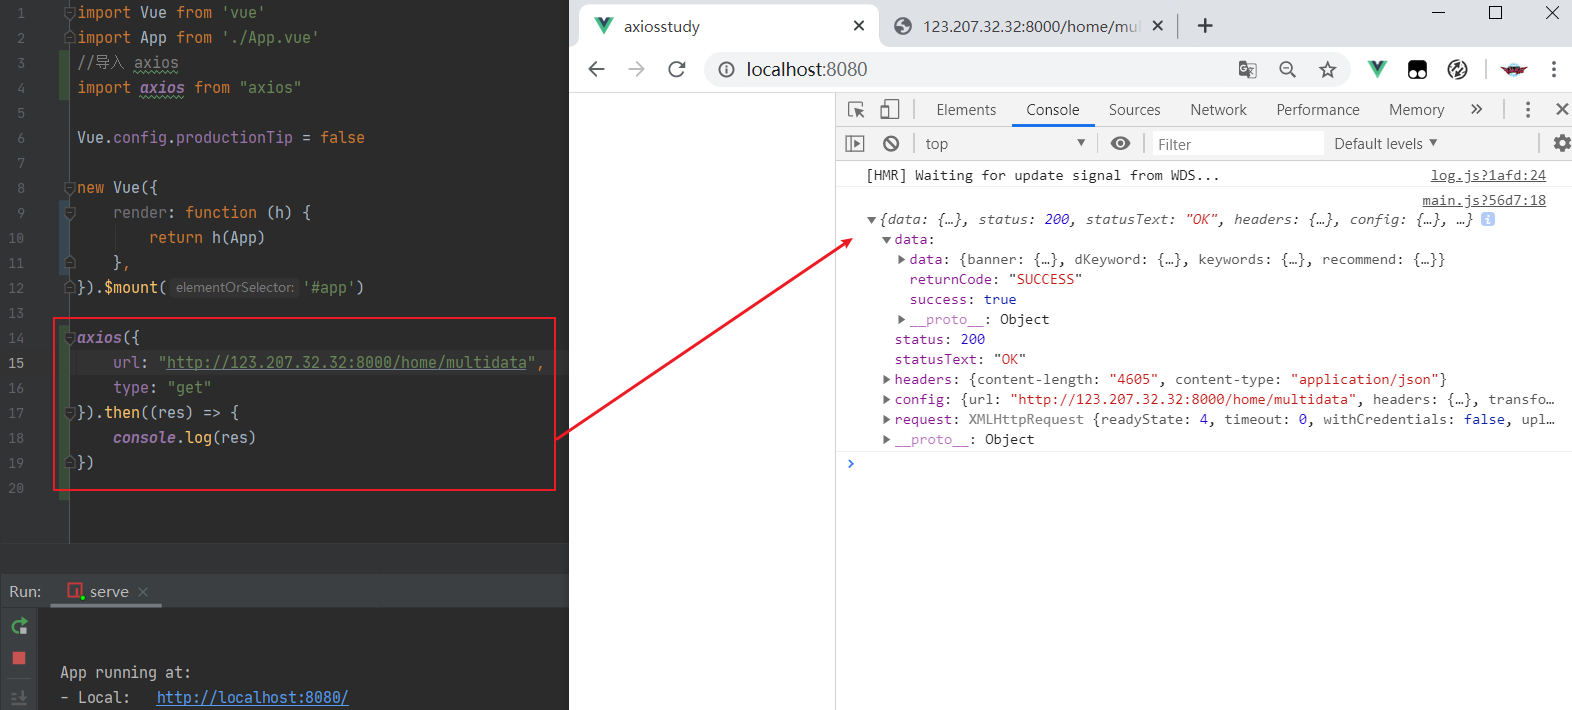 1 import Vue from 'vue'
2 import App from './App.vue'
3 //导入 axios
4 import axios from "axios"
5
6 Vue.config.productionTip = false
7
8 new Vue({
9 render: function (h) {
10 return h(App)
11 },
12 }).$mount( elementOrSelector: '#app')
13
14 axios({
15 url: "http://123.207.32.32:8000/home/multidata",
16 type: "get"
17 }).then((res) => {
18 console.log(res)
19 })
20
Run: serve
App running at:
- Local: http://localhost:8080/
axiosstudy
123.207.32.32:8000/home/mul
localhost:8080
Elements Console Sources Network Performance Memory »
top Filter Default levels
[HMR] Waiting for update signal from WDS... log.js?1afd:24
main.js?56d7:18
{data: {…}, status: 200, statusText: "OK", headers: {…}, config: {…}, …} i
data:
data: {banner: {…}, dKeyword: {…}, keywords: {…}, recommend: {…}}
returnCode: "SUCCESS"
success: true
__proto__: Object
status: 200
statusText: "OK"
headers: {content-length: "4605", content-type: "application/json"}
config: {url: "http://123.207.32.32:8000/home/multidata", headers: {…}, transfo…
request: XMLHttpRequest {readyState: 4, timeout: 0, withCredentials: false, upl…
__proto__: Object